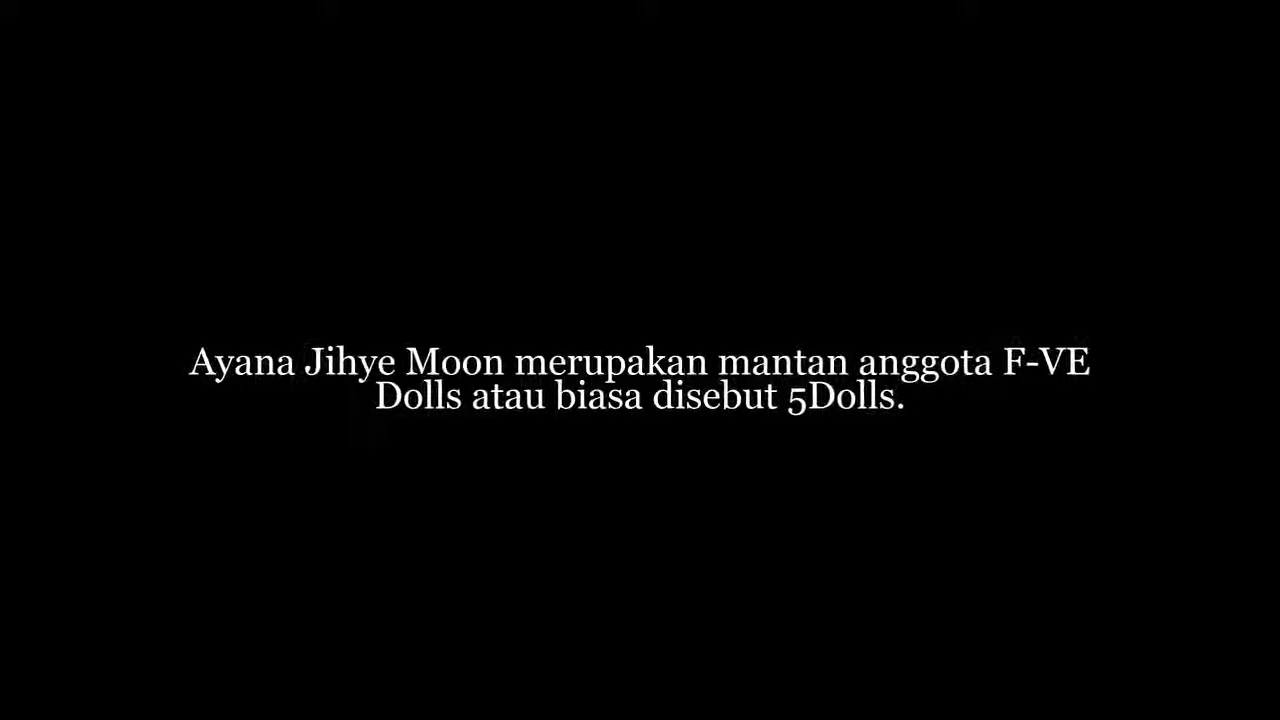 Ayana Jihye Moon merupakan mantan anggota F-VE
Dolls atau biasa disebut 5Dolls.